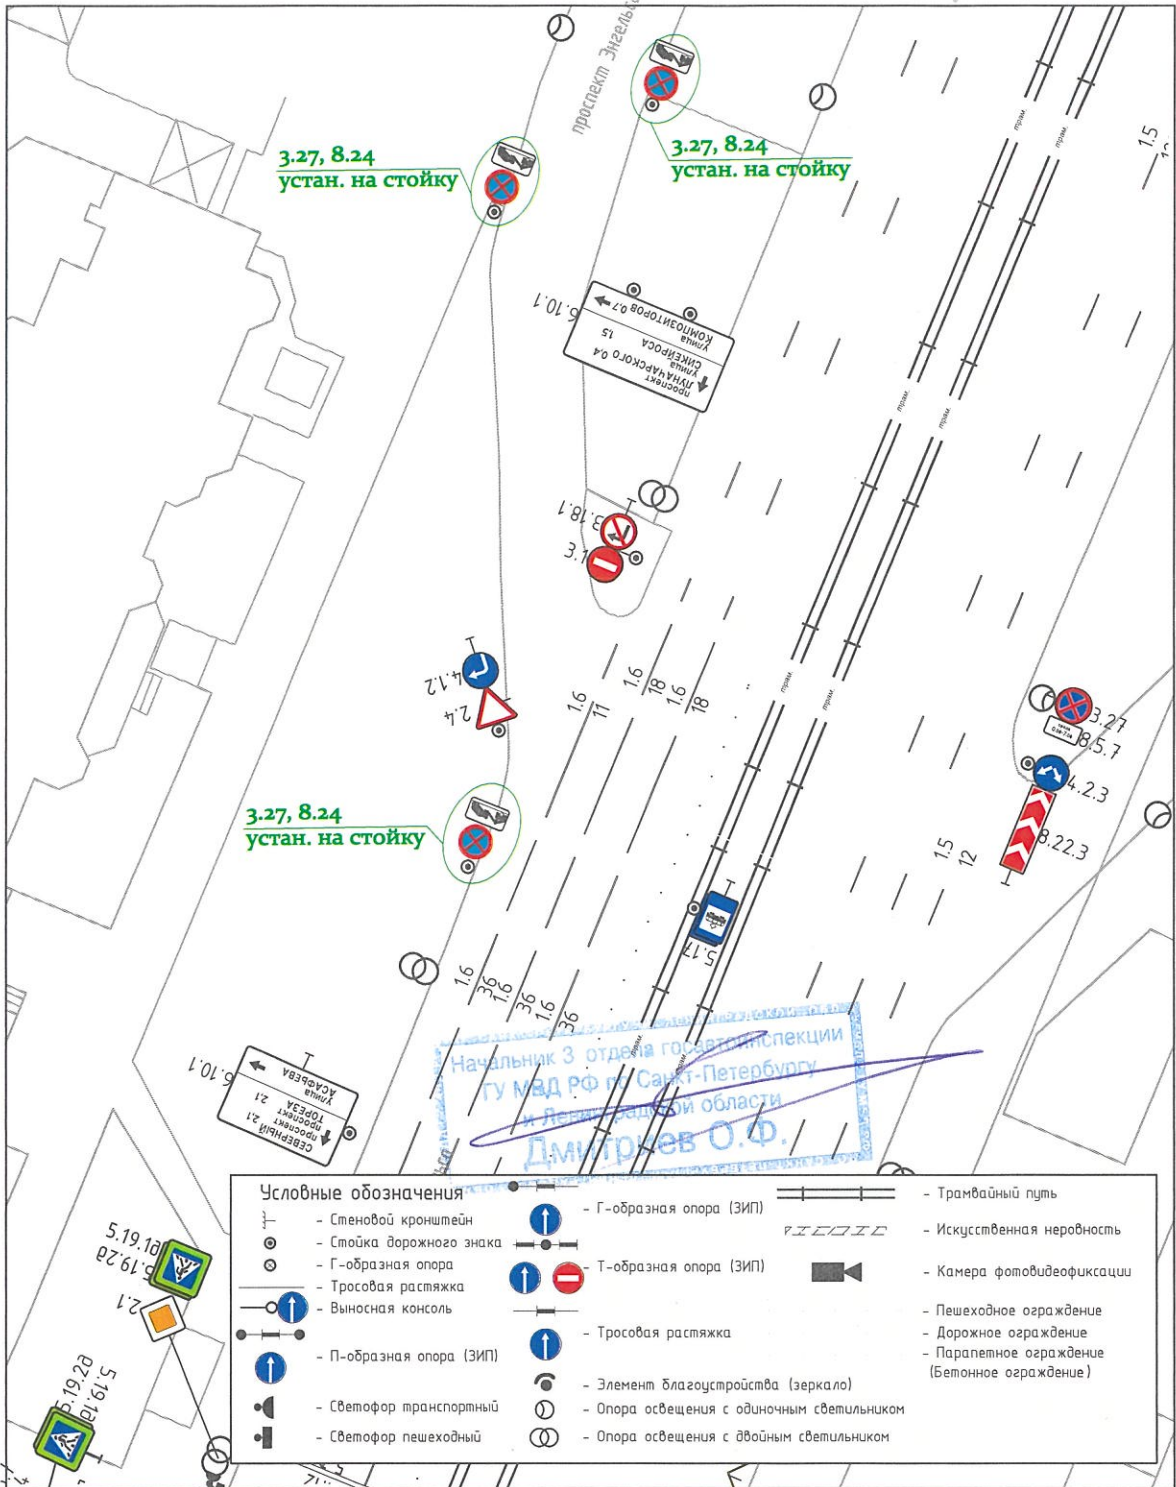 проспект Энгельса
3.27, 8.24
устан. на стойку
3.27, 8.24
устан. на стойку
трам.
трам.
1.5
6.10.1
улица
КОМПОЗИТОРОВ 0.7
улица
СИКЕЙРОСА 1.5
проспект
ЛУНАЧАРСКОГО 0.4
трам.
трам.
3.18.1
3.1
4.1.2
2.4
1.6
11
1.6
18
1.6
18
трам.
трам.
3.27
8.5.7
4.2.3
8.22.3
3.27, 8.24
устан. на стойку
1.5
12
5.17
1.6
36
1.6
36
1.6
36
6.10.1
улица
АСАФЬЕВА
проспект
ТОРЕЗА 2.1
проспект
СЕВЕРНЫЙ 2.1
трам.
трам.
Начальник 3 отдела госавтоинспекции
ГУ МВД РФ по Санкт-Петербургу
и Ленинградской области
Дмитриев О.Ф.
Условные обозначения
- Стеновой кронштейн
- Стойка дорожного знака
- Г-образная опора
- Тросовая растяжка
- Выносная консоль
- П-образная опора (ЗИП)
- Светофор транспортный
- Светофор пешеходный
- Г-образная опора (ЗИП)
- Т-образная опора (ЗИП)
- Тросовая растяжка
- Элемент благоустройства (зеркало)
- Опора освещения с одиночным светильником
- Опора освещения с двойным светильником
- Трамвайный путь
- Искусственная неровность
- Камера фотовидеофиксации
- Пешеходное ограждение
- Дорожное ограждение
- Парапетное ограждение
(Бетонное ограждение)
5.19.1д
5.19.2д
2.1
5.19.2д
5.19.1д